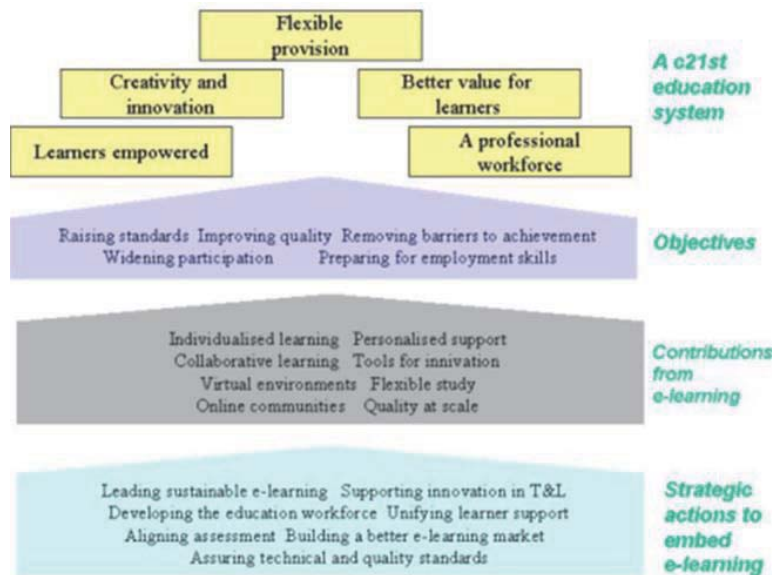 Flexible
provision
Creativity and
innovation
Better value for
learners
Learners empowered
A professional
workforce
A c21st
education
system
Raising standards Improving quality Removing barriers to achievement
Widening participation Preparing for employment skills
Objectives
Individualised learning Personalised support
Collaborative learning Tools for innivation
Virtual environments Flexible study
Online communities Quality at scale
Contributions
from
e-learning
Leading sustainable e-learning Supporting innovation in T&L
Developing the education workforce Unifying learner support
Aligning assessment Building a better e-learning market
Assuring technical and quality standards
Strategic
actions to
embed
e-learning